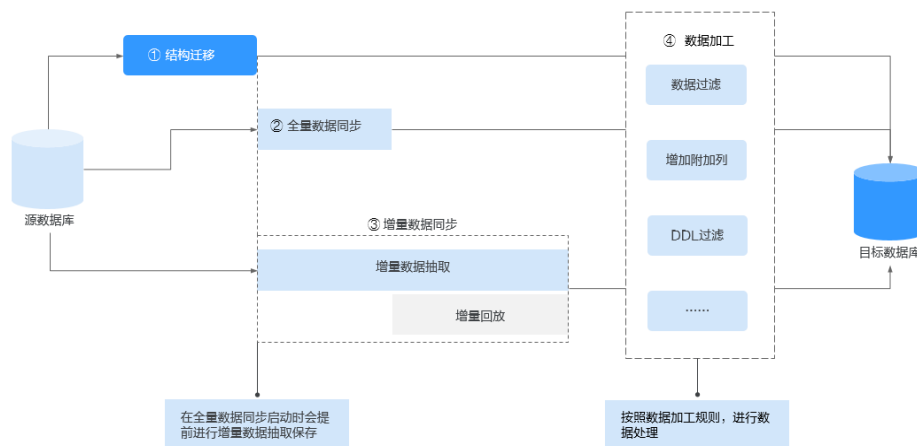 ① 结构迁移
④ 数据加工
数据过滤
② 全量数据同步
增加附加列
源数据库
③ 增量数据同步
DDL过滤
目标数据库
增量数据抽取
……
增量回放
在全量数据同步启动时会提
前进行增量数据抽取保存
按照数据加工规则，进行数
据处理